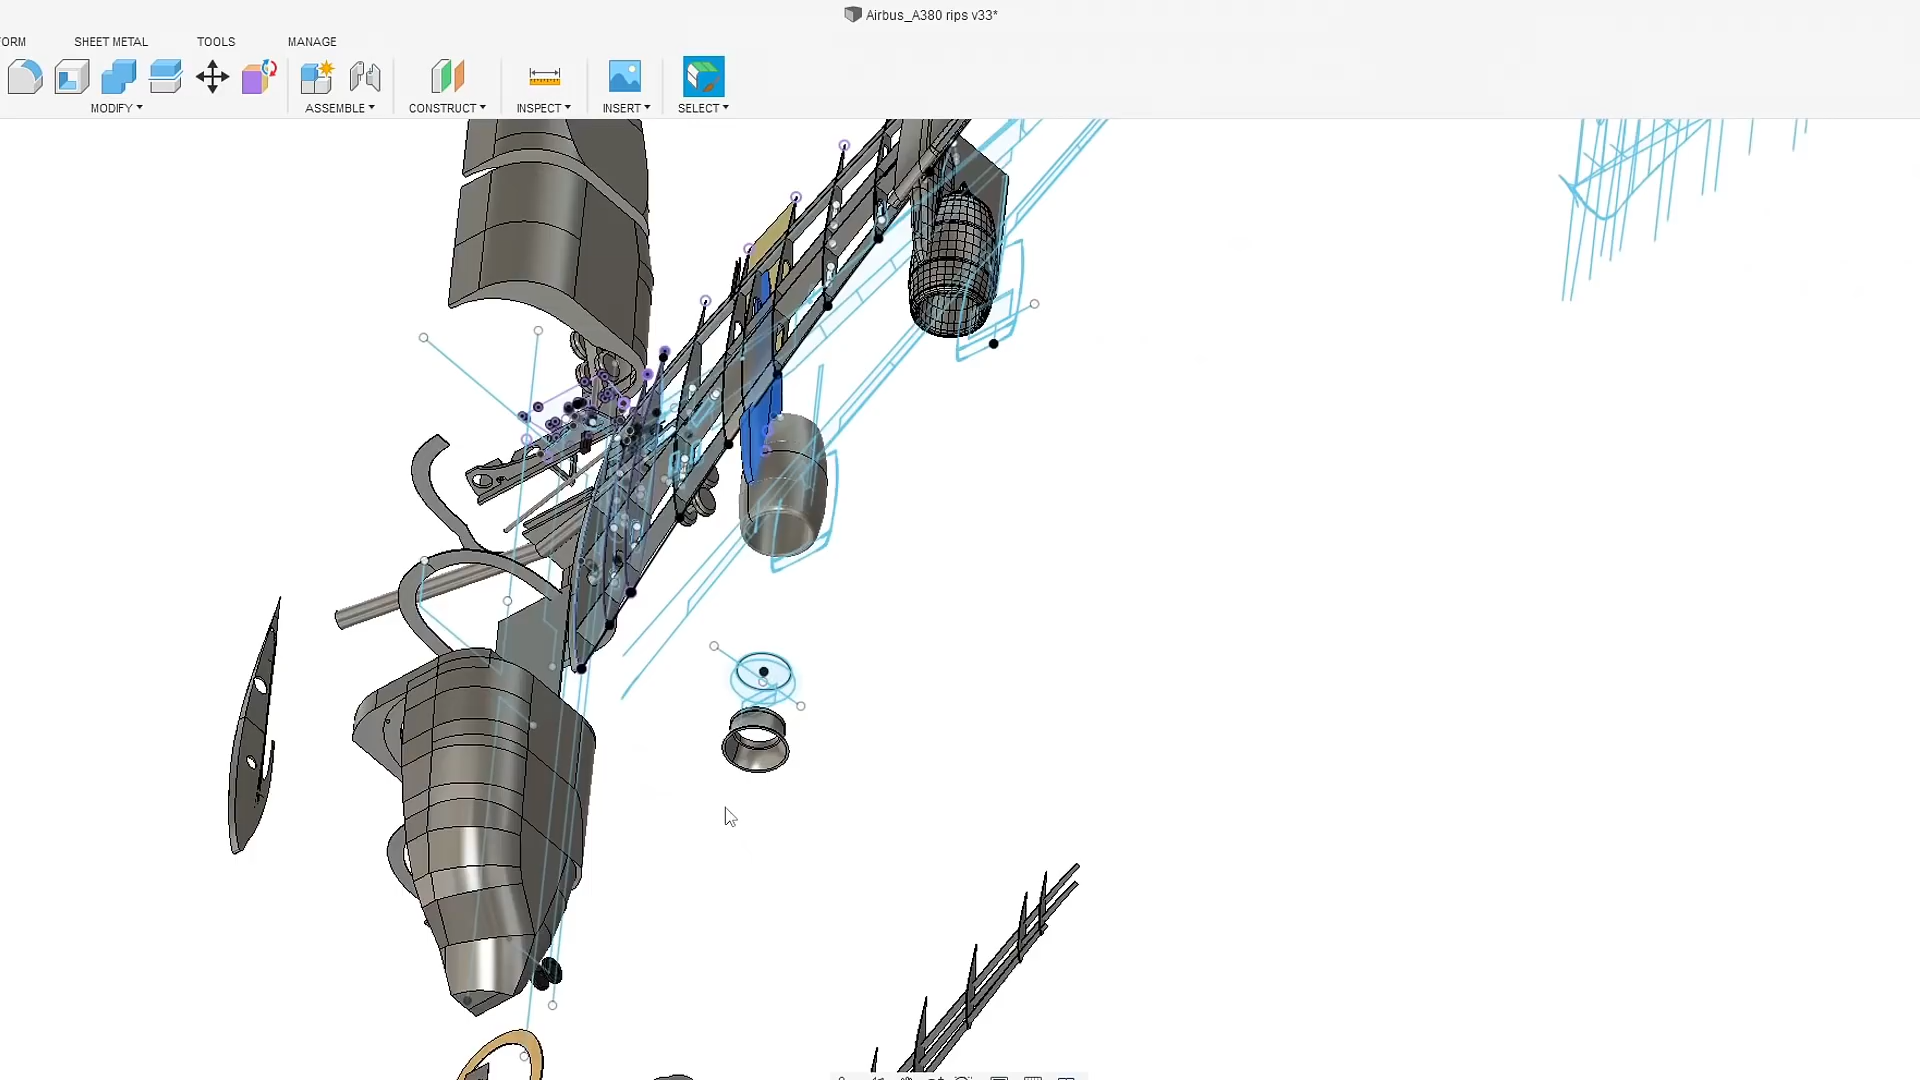 Airbus_A380 rips v33*
ORM SHEET METAL TOOLS MANAGE
MODIFY ASSEMBLE CONSTRUCT INSPECT INSERT SELECT